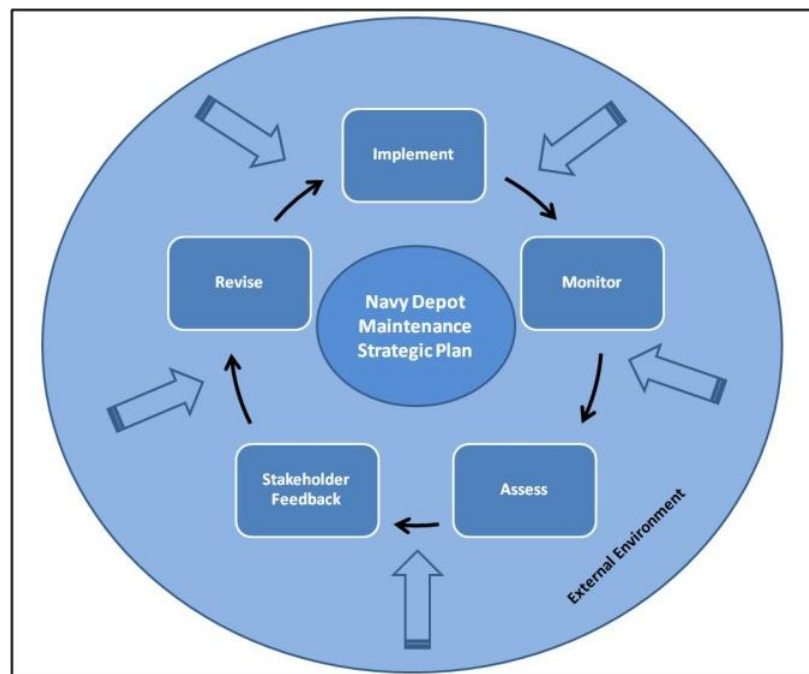 Implement
Monitor
Assess
Stakeholder
Feedback
Revise
Navy Depot
Maintenance
Strategic Plan
External Environment